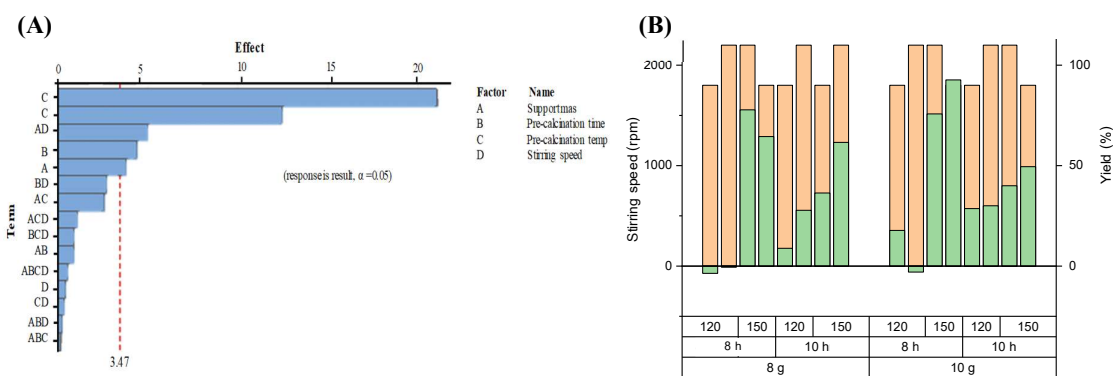 (A)
Effect
0 5 10 15 20
Term
C
C
AD
B
A
BD
AC
ACD
BCD
AB
ABCD
D
CD
ABD
ABC
3.47
(response is result, α =0.05)
Factor Name
A Supportmas
B Pre-calcination time
C Pre-calcination temp
D Stirring speed
(B)
Stirring speed (rpm)
2000
1000
0
Yield (%)
100
50
0
120 150 120 150 120 150 120 150
8 h 10 h 8 h 10 h
8 g 10 g